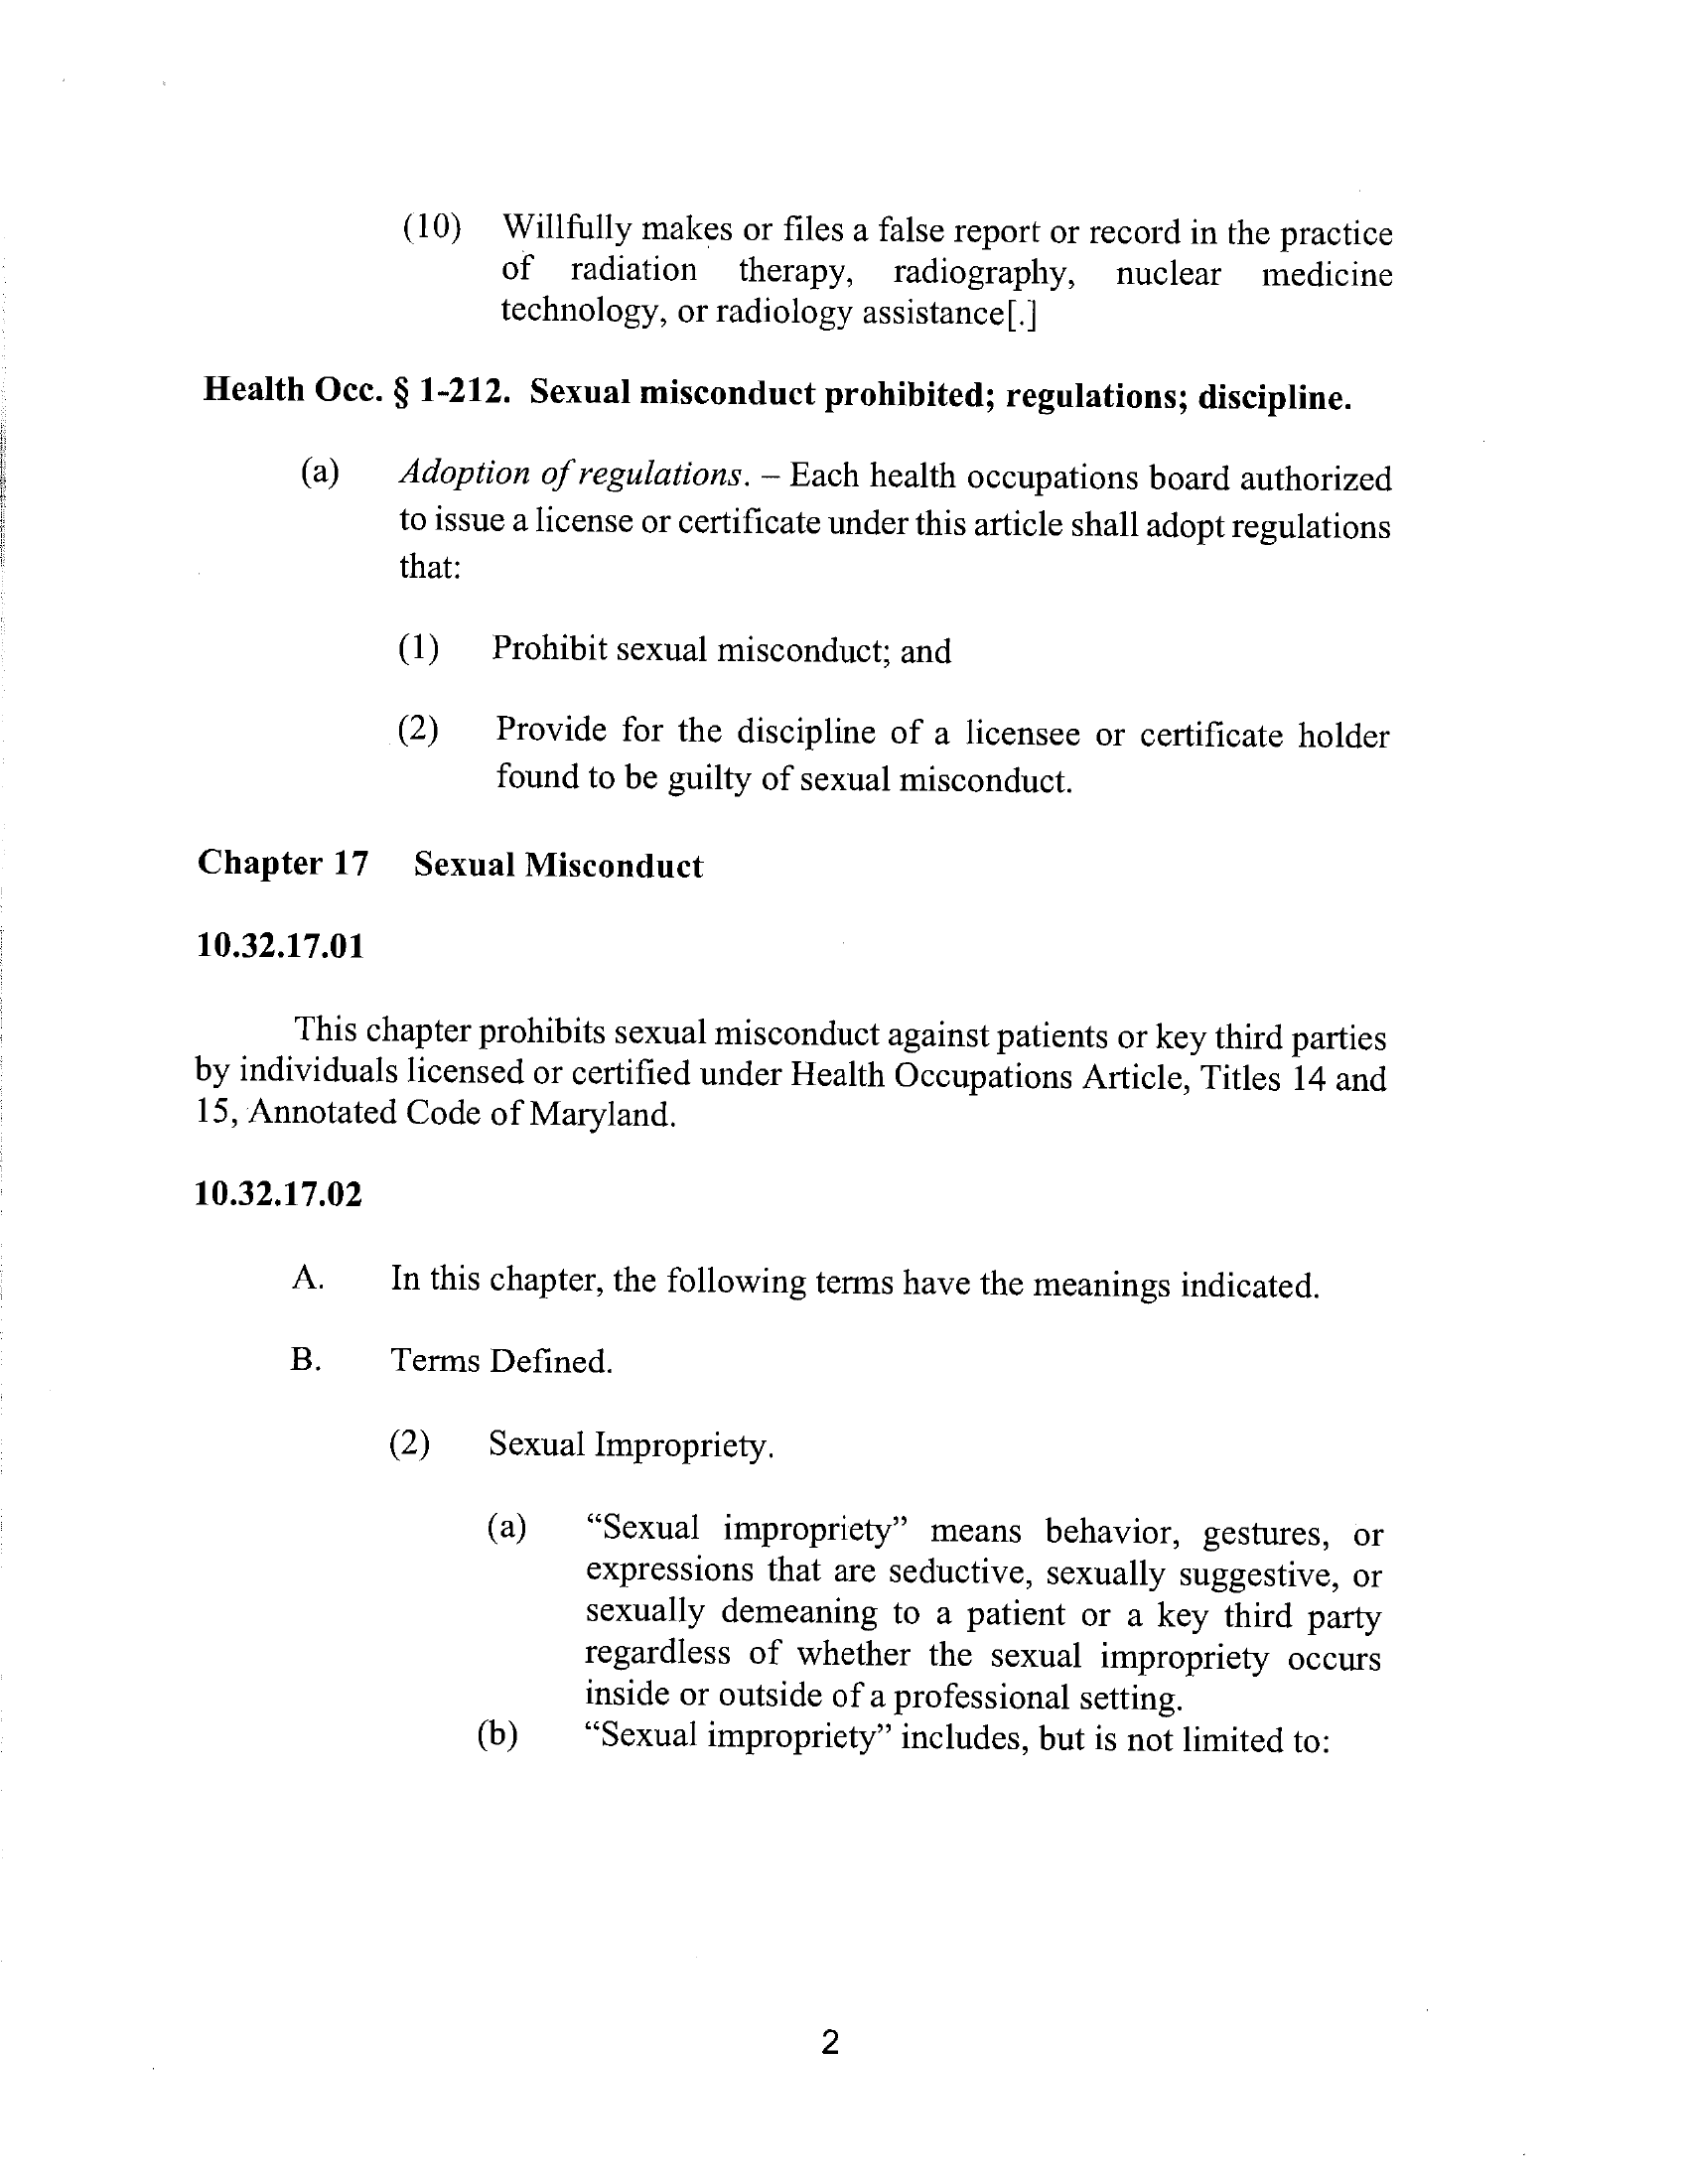 (10) Willfully makes or files a false report or record in the practice
of radiation therapy, radiography, nuclear medicine
technology, or radiology assistance[.]
Health Occ. § 1-212. Sexual misconduct prohibited; regulations; discipline.
(a) Adoption of regulations. – Each health occupations board authorized
to issue a license or certificate under this article shall adopt regulations
that:
(1) Prohibit sexual misconduct; and
(2) Provide for the discipline of a licensee or certificate holder
found to be guilty of sexual misconduct.
Chapter 17 Sexual Misconduct
10.32.17.01
This chapter prohibits sexual misconduct against patients or key third parties
by individuals licensed or certified under Health Occupations Article, Titles 14 and
15, Annotated Code of Maryland.
10.32.17.02
A. In this chapter, the following terms have the meanings indicated.
B. Terms Defined.
(2) Sexual Impropriety.
(a) “Sexual impropriety” means behavior, gestures, or
expressions that are seductive, sexually suggestive, or
sexually demeaning to a patient or a key third party
regardless of whether the sexual impropriety occurs
inside or outside of a professional setting.
(b) “Sexual impropriety” includes, but is not limited to:
2